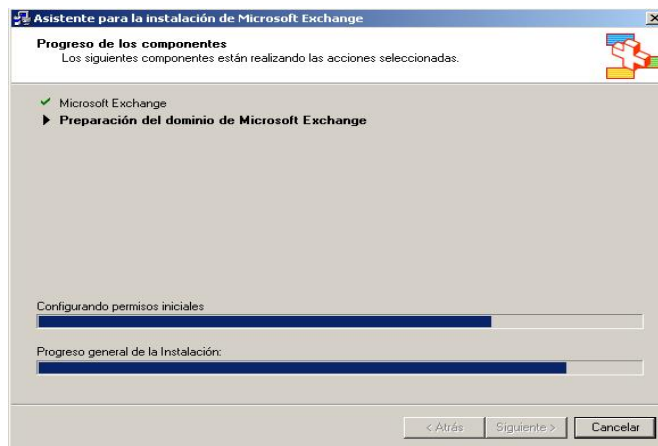 Asistente para la instalación de Microsoft Exchange
Progreso de los componentes
Los siguientes componentes están realizando las acciones seleccionadas.
Microsoft Exchange
Preparación del dominio de Microsoft Exchange
Configurando permisos iniciales
Progreso general de la Instalación:
< Atrás
Siguiente >
Cancelar